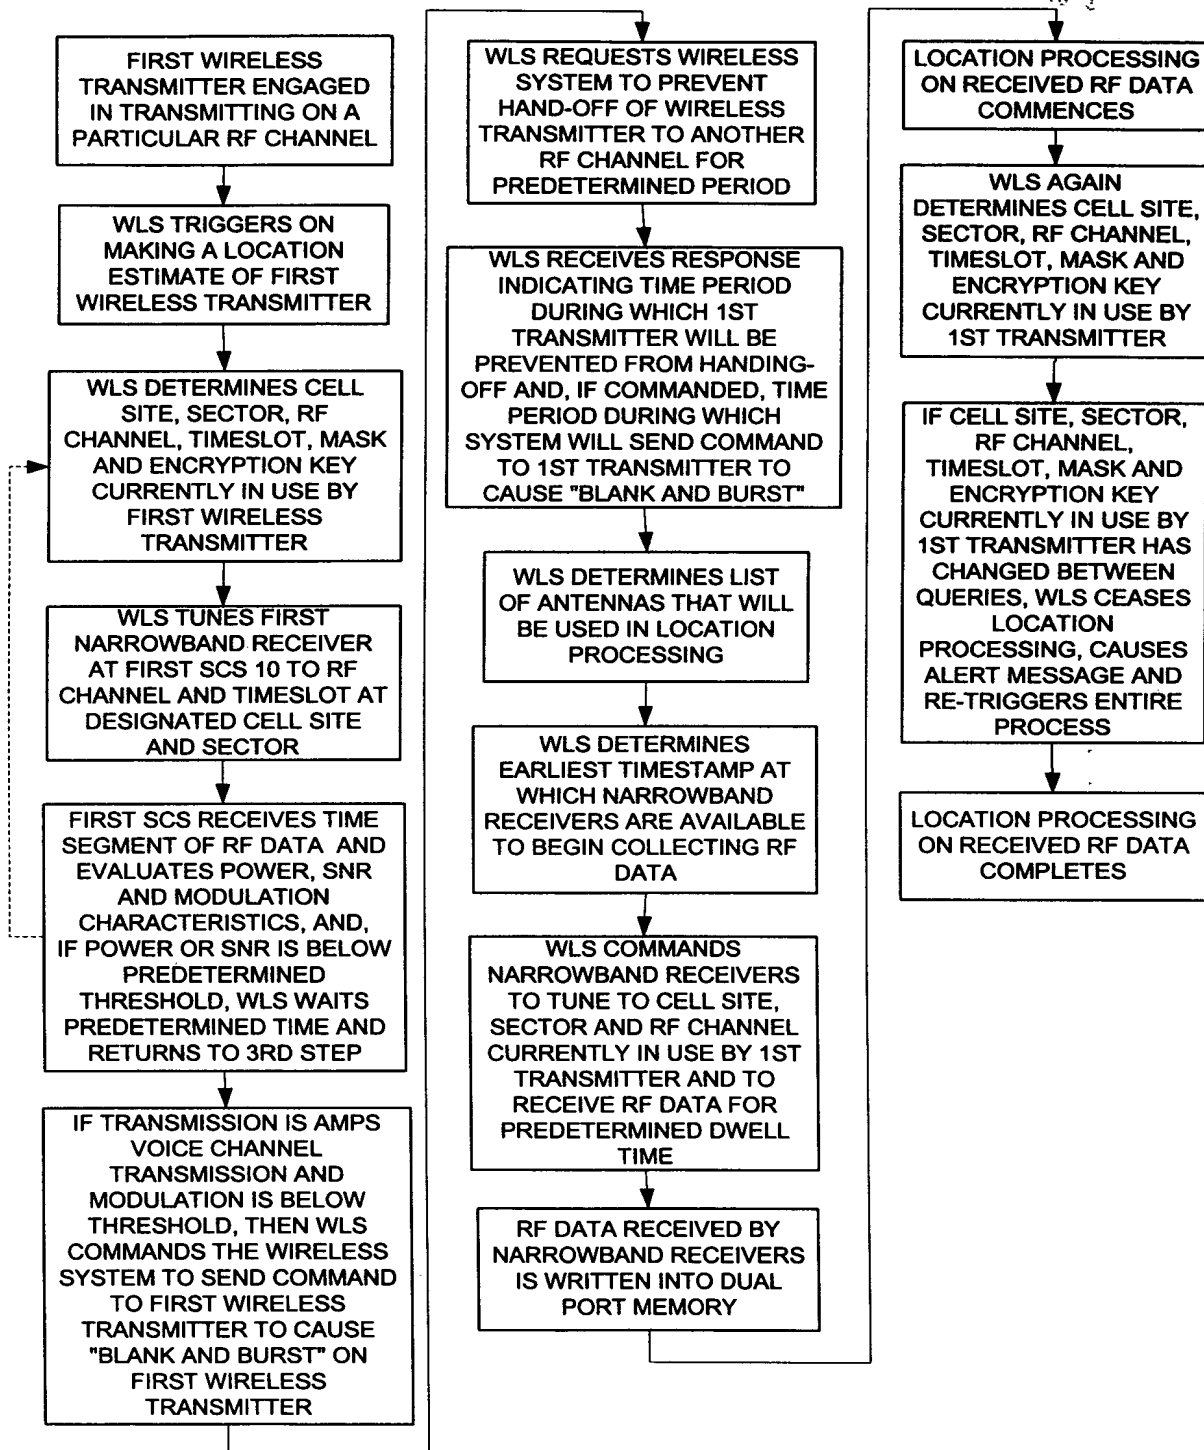 FIRST WIRELESS
TRANSMITTER ENGAGED
IN TRANSMITTING ON A
PARTICULAR RF CHANNEL
WLS TRIGGERS ON
MAKING A LOCATION
ESTIMATE OF FIRST
WIRELESS TRANSMITTER
WLS DETERMINES CELL
SITE, SECTOR, RF
CHANNEL, TIMESLOT, MASK
AND ENCRYPTION KEY
CURRENTLY IN USE BY
FIRST WIRELESS
TRANSMITTER
WLS TUNES FIRST
NARROWBAND RECEIVER
AT FIRST SCS 10 TO RF
CHANNEL AND TIMESLOT AT
DESIGNATED CELL SITE
AND SECTOR
FIRST SCS RECEIVES TIME
SEGMENT OF RF DATA AND
EVALUATES POWER, SNR
AND MODULATION
CHARACTERISTICS, AND,
IF POWER OR SNR IS BELOW
PREDETERMINED
THRESHOLD, WLS WAITS
PREDETERMINED TIME AND
RETURNS TO 3RD STEP
IF TRANSMISSION IS AMPS
VOICE CHANNEL
TRANSMISSION AND
MODULATION IS BELOW
THRESHOLD, THEN WLS
COMMANDS THE WIRELESS
SYSTEM TO SEND COMMAND
TO FIRST WIRELESS
TRANSMITTER TO CAUSE
"BLANK AND BURST" ON
FIRST WIRELESS
TRANSMITTER
WLS REQUESTS WIRELESS
SYSTEM TO PREVENT
HAND-OFF OF WIRELESS
TRANSMITTER TO ANOTHER
RF CHANNEL FOR
PREDETERMINED PERIOD
WLS RECEIVES RESPONSE
INDICATING TIME PERIOD
DURING WHICH 1ST
TRANSMITTER WILL BE
PREVENTED FROM HANDING-
OFF AND, IF COMMANDED, TIME
PERIOD DURING WHICH
SYSTEM WILL SEND COMMAND
TO 1ST TRANSMITTER TO
CAUSE "BLANK AND BURST"
WLS DETERMINES LIST
OF ANTENNAS THAT WILL
BE USED IN LOCATION
PROCESSING
WLS DETERMINES
EARLIEST TIMESTAMP AT
WHICH NARROWBAND
RECEIVERS ARE AVAILABLE
TO BEGIN COLLECTING RF
DATA
WLS COMMANDS
NARROWBAND RECEIVERS
TO TUNE TO CELL SITE,
SECTOR AND RF CHANNEL
CURRENTLY IN USE BY 1ST
TRANSMITTER AND TO
RECEIVE RF DATA FOR
PREDETERMINED DWELL
TIME
RF DATA RECEIVED BY
NARROWBAND RECEIVERS
IS WRITTEN INTO DUAL
PORT MEMORY
LOCATION PROCESSING
ON RECEIVED RF DATA
COMMENCES
WLS AGAIN
DETERMINES CELL SITE,
SECTOR, RF CHANNEL,
TIMESLOT, MASK AND
ENCRYPTION KEY
CURRENTLY IN USE BY
1ST TRANSMITTER
IF CELL SITE, SECTOR,
RF CHANNEL,
TIMESLOT, MASK AND
ENCRYPTION KEY
CURRENTLY IN USE BY
1ST TRANSMITTER HAS
CHANGED BETWEEN
QUERIES, WLS CEASES
LOCATION
PROCESSING, CAUSES
ALERT MESSAGE AND
RE-TRIGGERS ENTIRE
PROCESS
LOCATION PROCESSING
ON RECEIVED RF DATA
COMPLETES